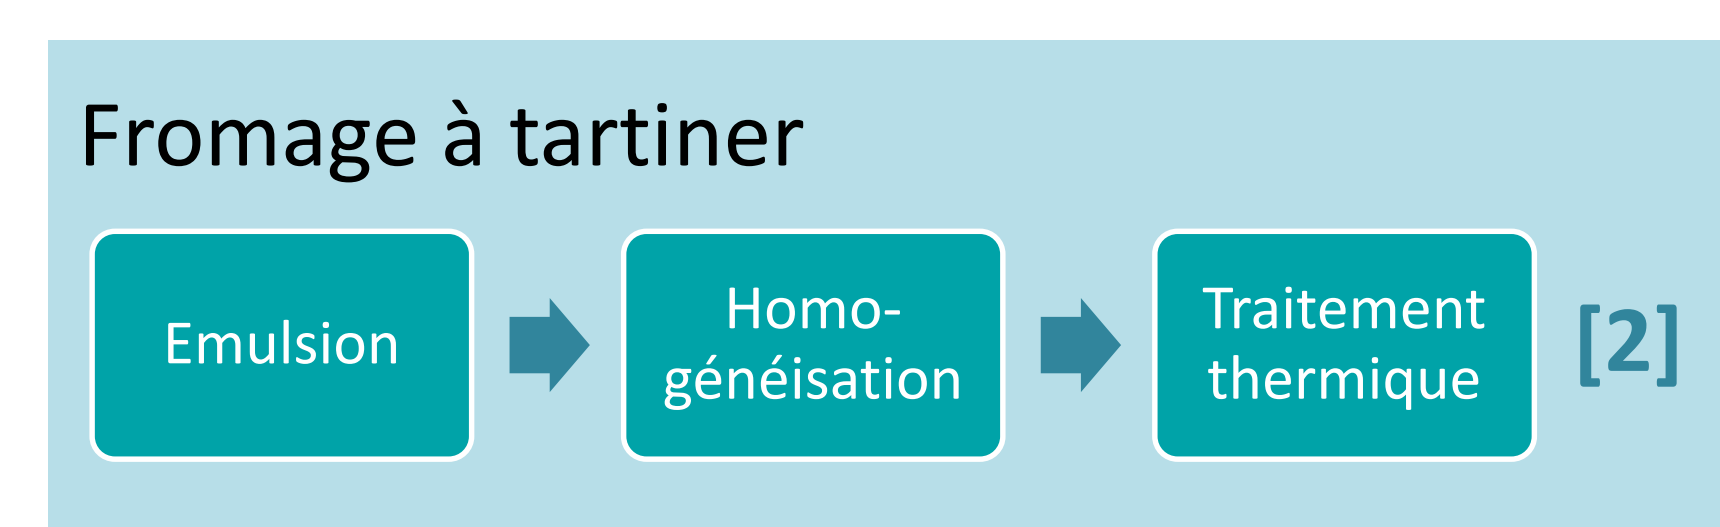 Fromage à tartiner
Emulsion
Homo-
généisation
Traitement
thermique
[2]